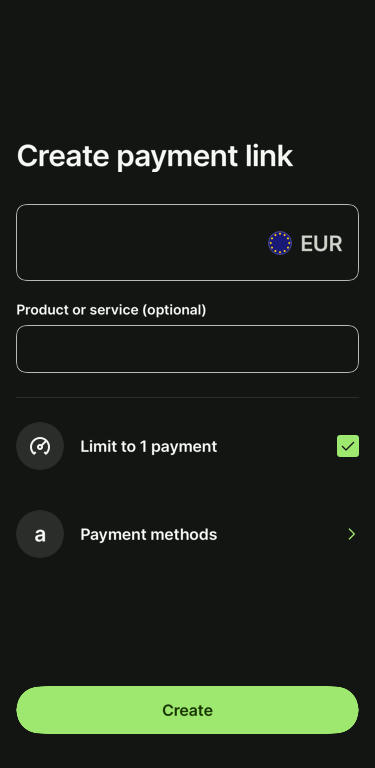 Create payment link
EUR
Product or service (optional)
Limit to 1 payment
a
Payment methods
Create